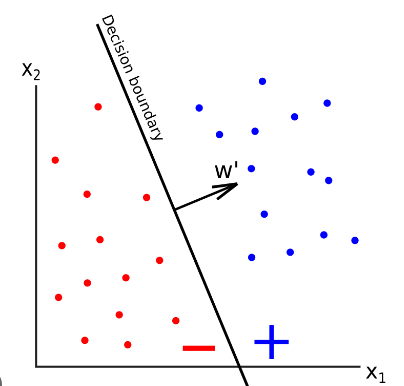 Decision boundary
x₂
w'
− +
x₁